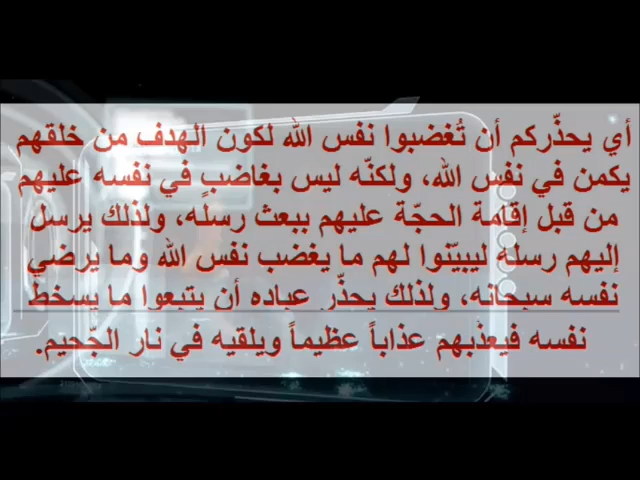 أي يحذّركم أن تُغضبوا نفس الله لكون الهدف من خلقهم
يكمن في نفس الله، ولكنّه ليس بغاضب في نفسه عليهم
من قبل إقامة الحجّة عليهم ببعث رسله، ولذلك يرسل
إليهم رسله ليبيّنوا لهم ما يغضب نفس الله وما يرضي
نفسه سبحانه، ولذلك يحذّر عباده أن يتبعوا ما يسخط
نفسه فيعذبهم عذاباً عظيماً ويلقيه في نار الجّحيم.